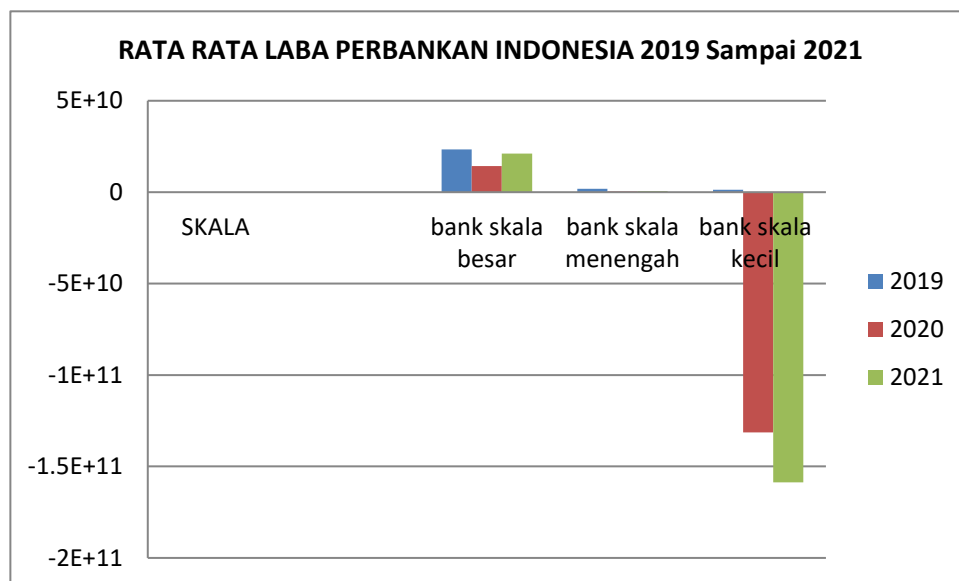 RATA RATA LABA PERBANKAN INDONESIA 2019 Sampai 2021
5E+10
0
SKALA
bank skala besar
bank skala menengah
bank skala kecil
-5E+10
-1E+11
-1.5E+11
-2E+11
2019
2020
2021